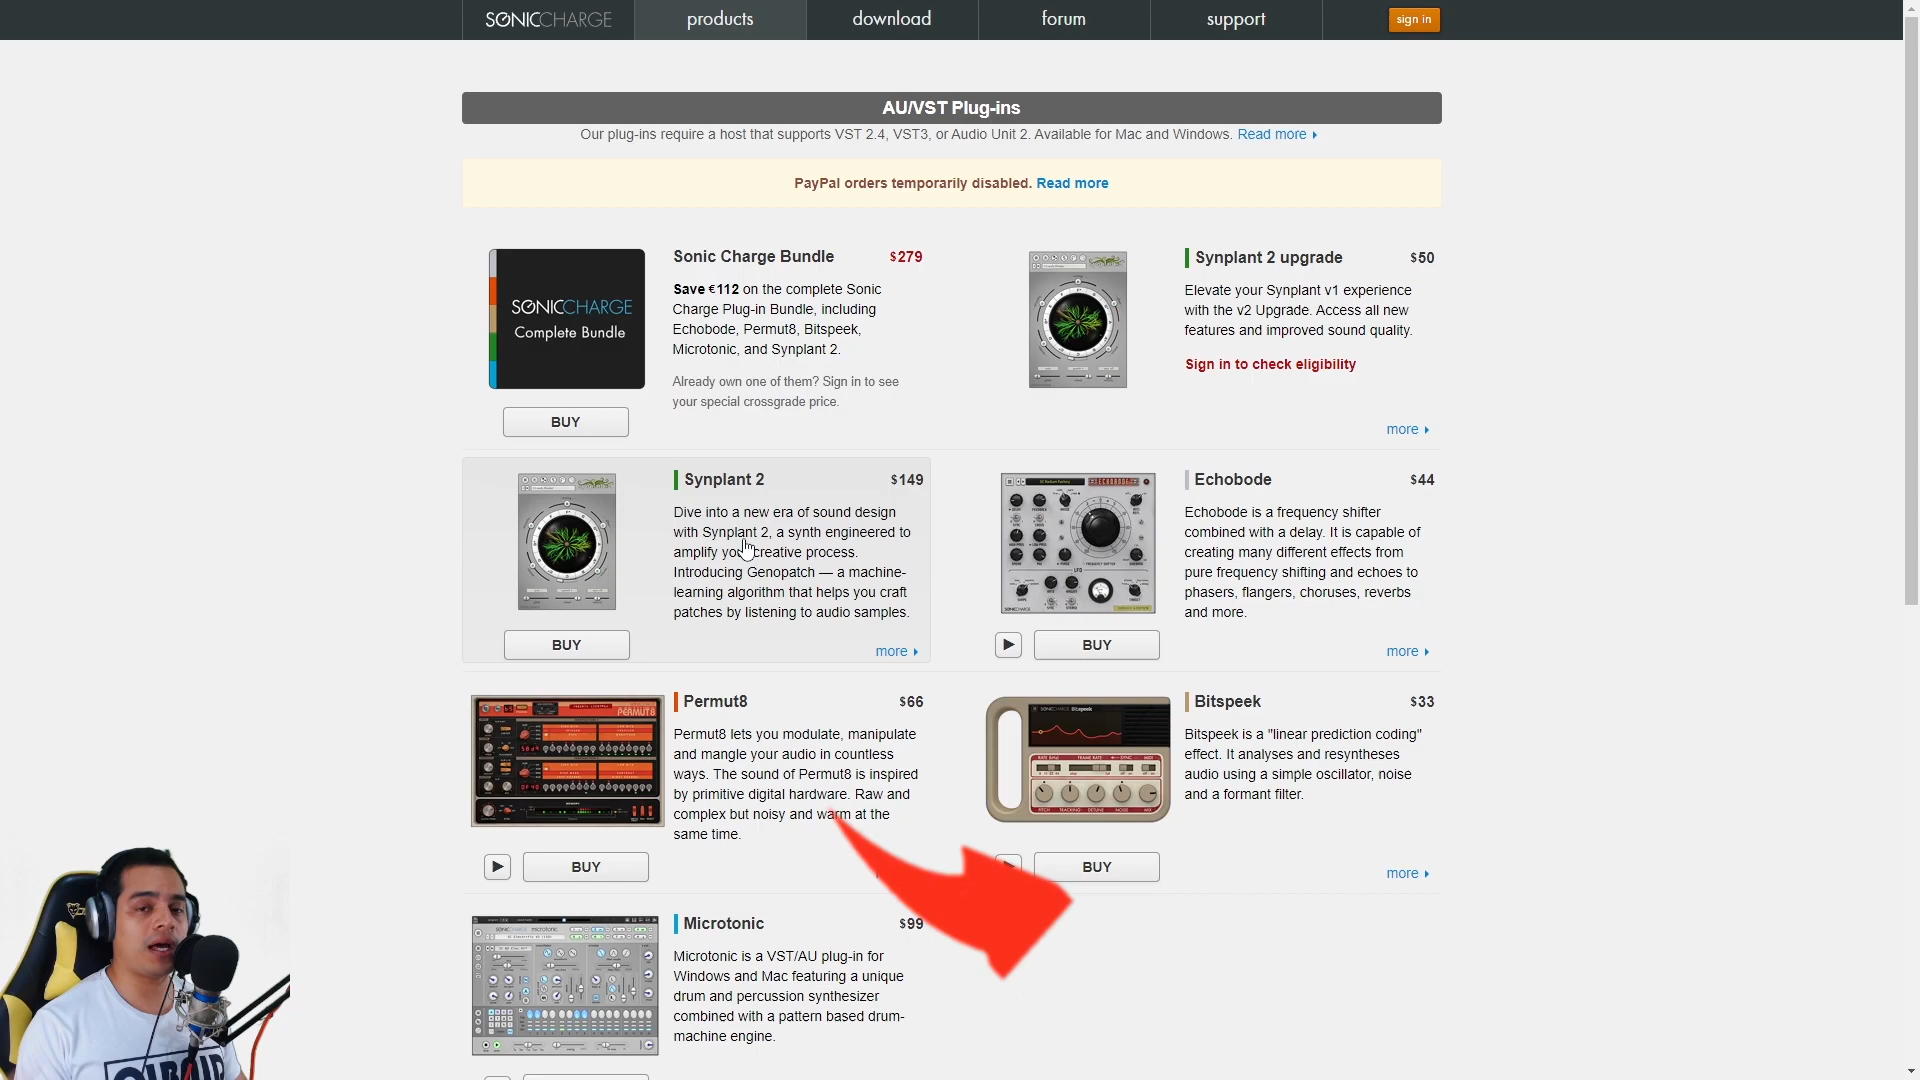 SONICCHARGE
products
download
forum
support
sign in
AU/VST Plug-ins
Our plug-ins require a host that supports VST 2.4, VST3, or Audio Unit 2. Available for Mac and Windows. Read more
PayPal orders temporarily disabled. Read more
SONICCHARGE
Complete Bundle
BUY
Sonic Charge Bundle $279
Save €112 on the complete Sonic
Charge Plug-in Bundle, including
Echobode, Permut8, Bitspeek,
Microtonic, and Synplant 2.
Already own one of them? Sign in to see
your special crossgrade price.
Synplant 2 upgrade $50
Elevate your Synplant v1 experience
with the v2 Upgrade. Access all new
features and improved sound quality.
Sign in to check eligibility
more
Synplant 2 $149
Dive into a new era of sound design
with Synplant 2, a synth engineered to
amplify creative process.
Introducing Genopatch — a machine-
learning algorithm that helps you craft
patches by listening to audio samples.
BUY
more
ECHOBODE
Echobode $44
Echobode is a frequency shifter
combined with a delay. It is capable of
creating many different effects from
pure frequency shifting and echoes to
phasers, flangers, choruses, reverbs
and more.
BUY
more
PERMUT8
Permut8 $66
Permut8 lets you modulate, manipulate
and mangle your audio in countless
ways. The sound of Permut8 is inspired
by primitive digital hardware. Raw and
complex but noisy and warm at the
same time.
BUY
SONICCHARGE Bitspeek
PITCH TRACKING DETUNE NOISE MIX
Bitspeek $33
Bitspeek is a "linear prediction coding"
effect. It analyses and resyntheses
audio using a simple oscillator, noise
and a formant filter.
BUY
more
Microtonic $99
Microtonic is a VST/AU plug-in for
Windows and Mac featuring a unique
drum and percussion synthesizer
combined with a pattern based drum-
machine engine.